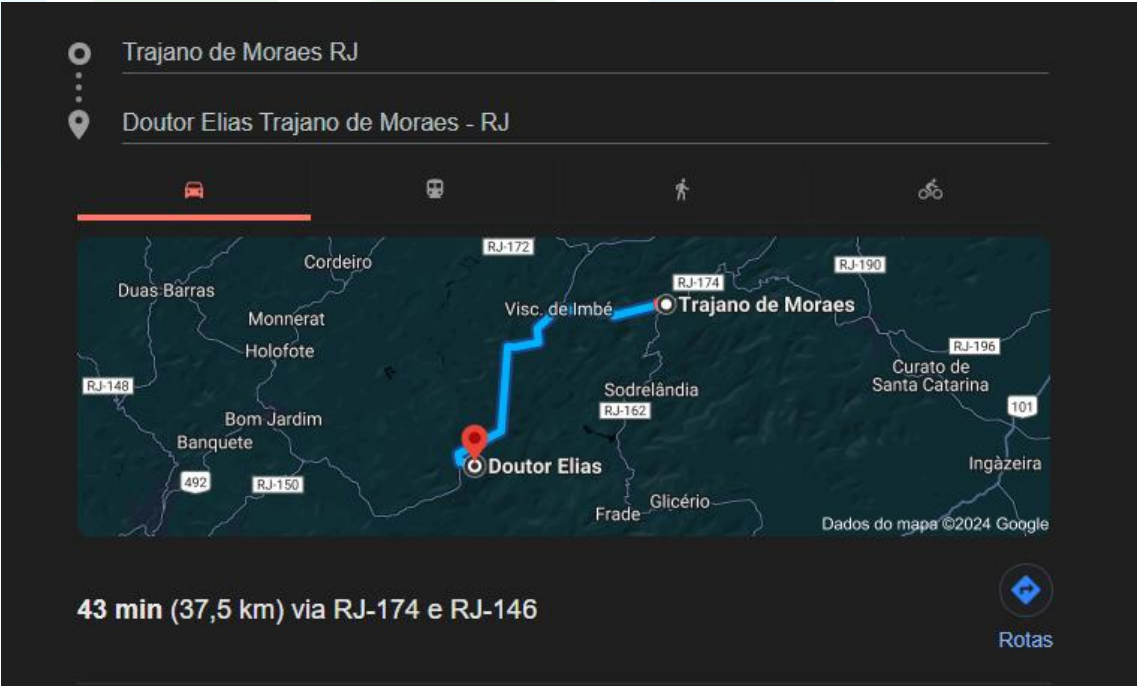 Trajano de Moraes RJ
Doutor Elias Trajano de Moraes - RJ
RJ-172
Cordeiro
RJ-190
RJ-174
Duas Barras
Visc. de Imbé
Trajano de Moraes
Monnerat
Holofote
RJ-196
Curato de
Santa Catarina
RJ-148
Sodrelândia
RJ-162
101
Bom Jardim
Banquete
Doutor Elias
Ingàzeira
492
RJ-150
Glicério
Frade
Dados do mapa ©2024 Google
43 min (37,5 km) via RJ-174 e RJ-146
Rotas